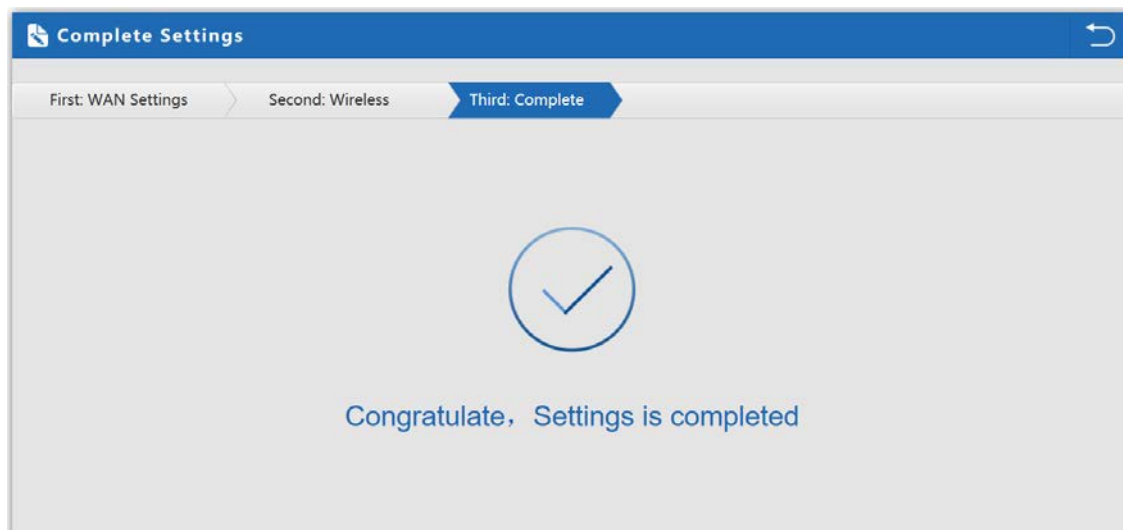 Complete Settings
First: WAN Settings
Second: Wireless
Third: Complete
Congratulate，Settings is completed